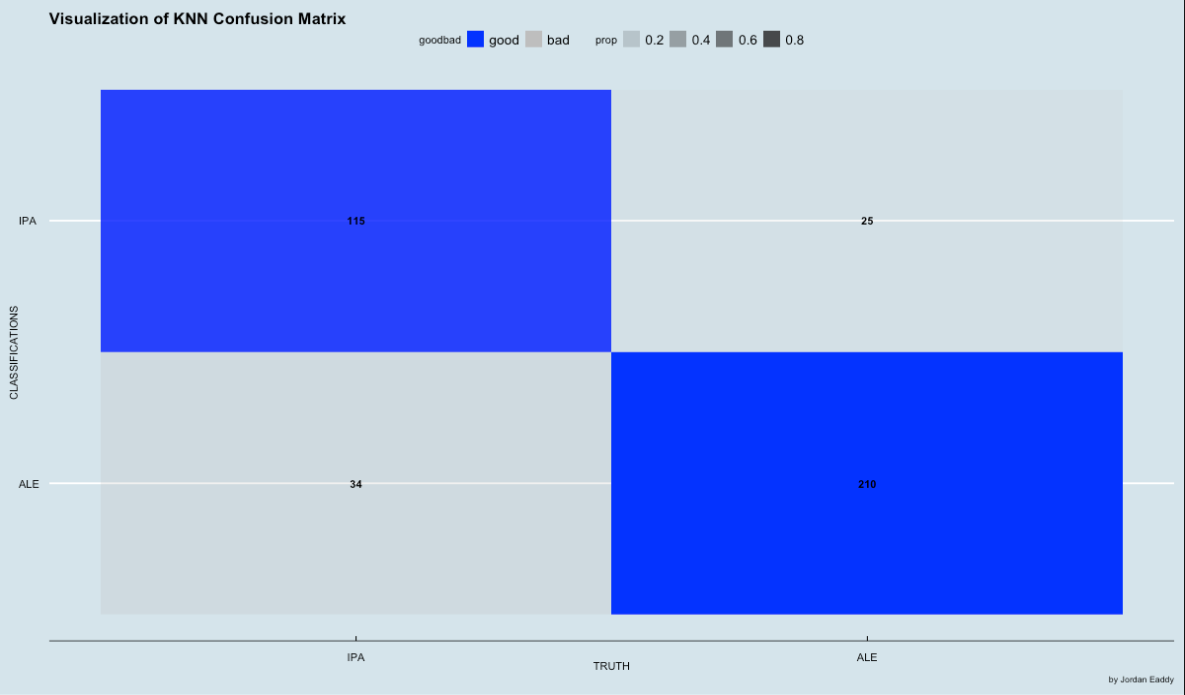 Visualization of KNN Confusion Matrix
goodbad good bad prop 0.2 0.4 0.6 0.8
IPA 115 25
CLASSIFICATIONS
ALE 34 210
IPA ALE
TRUTH
by Jordan Eaddy